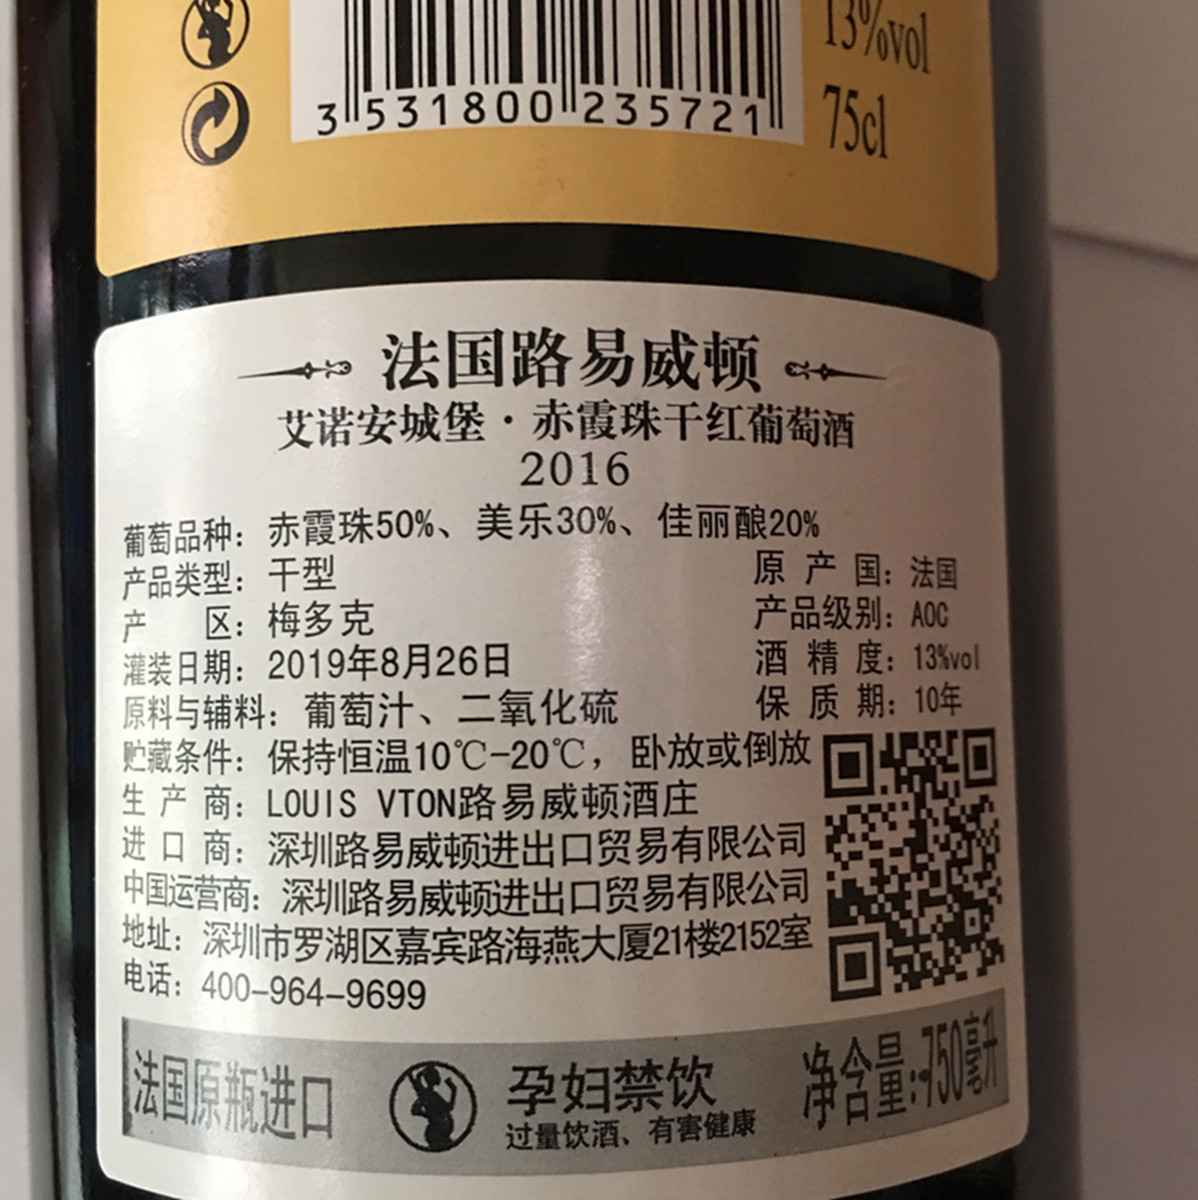 13%vol
3 531800 235721
75cl
法国路易威顿
艾诺安城堡·赤霞珠干红葡萄酒
2016
葡萄品种：赤霞珠50%、美乐30%、佳丽酿20%
产品类型：干型
原产国：法国
产区：梅多克
产品级别：AOC
灌装日期：2019年8月26日
酒精度：13%vol
原料与辅料：葡萄汁、二氧化硫
保质期：10年
贮藏条件：保持恒温10℃-20℃，卧放或倒放
生产商：LOUIS VTON路易威顿酒庄
进口商：深圳路易威顿进出口贸易有限公司
中国运营商：深圳路易威顿进出口贸易有限公司
地址：深圳市罗湖区嘉宾路海燕大厦21楼2152室
电话：400-964-9699
法国原瓶进口
孕妇禁饮
过量饮酒、有害健康
净含量:750毫升